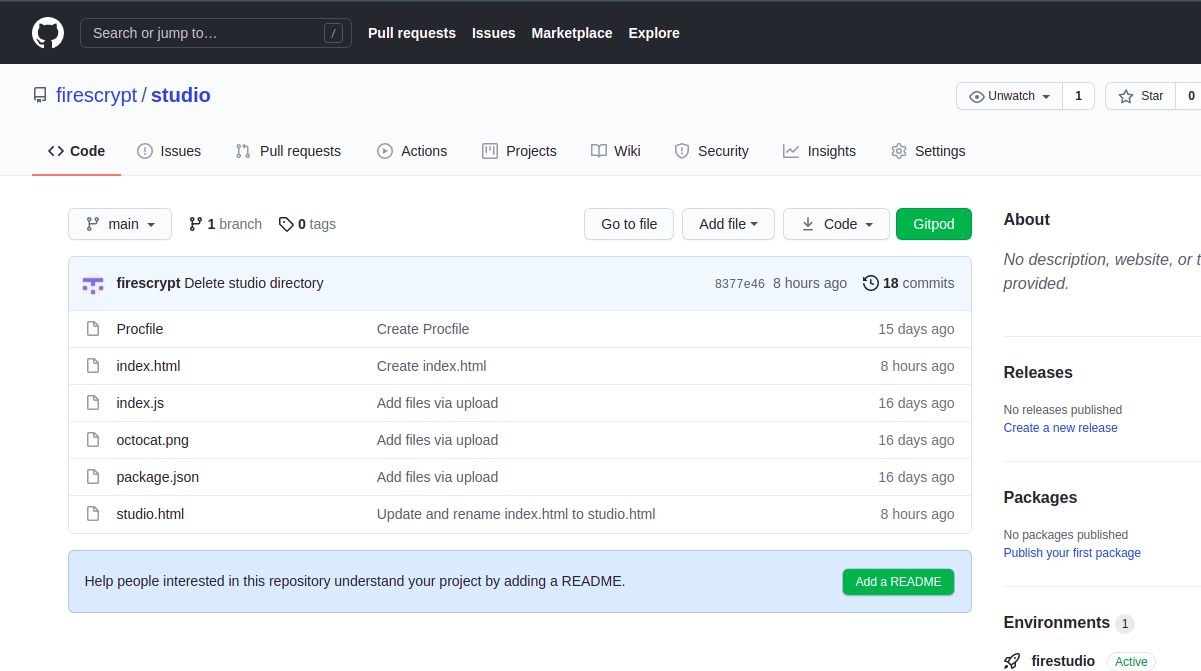 Search or jump to… / Pull requests Issues Marketplace Explore
firescrypt / studio Unwatch 1 Star 0
Code Issues Pull requests Actions Projects Wiki Security Insights Settings
main 1 branch 0 tags Go to file Add file Code Gitpod
firescrypt Delete studio directory 8377e46 8 hours ago 18 commits
Procfile Create Procfile 15 days ago
index.html Create index.html 8 hours ago
index.js Add files via upload 16 days ago
octocat.png Add files via upload 16 days ago
package.json Add files via upload 16 days ago
studio.html Update and rename index.html to studio.html 8 hours ago
Help people interested in this repository understand your project by adding a README. Add a README
About
No description, website, or t
provided.
Releases
No releases published
Create a new release
Packages
No packages published
Publish your first package
Environments 1
firestudio Active